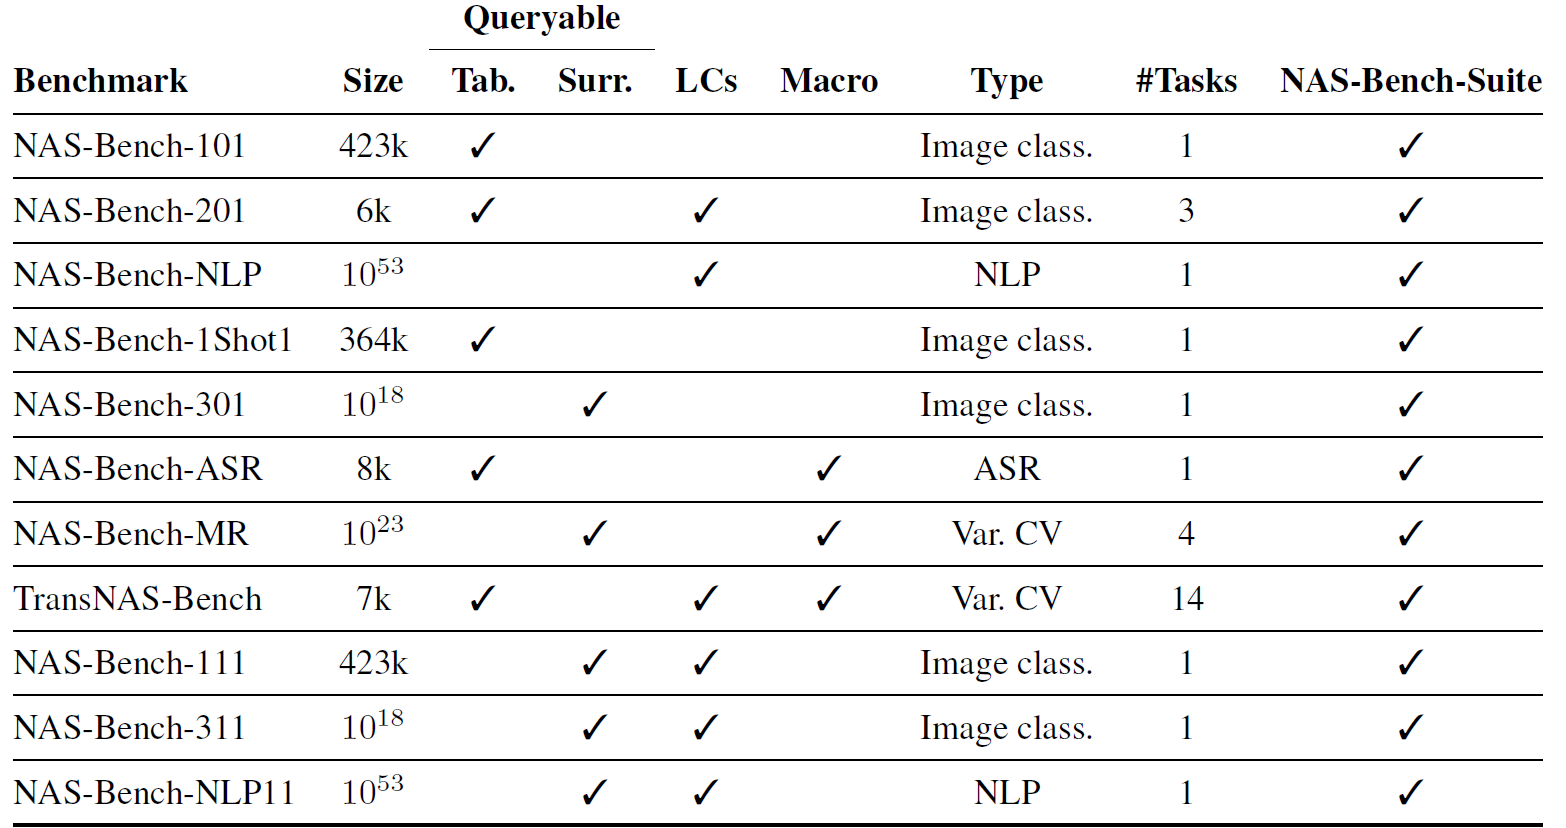 Queryable
Benchmark Size Tab. Surr. LCs Macro Type #Tasks NAS-Bench-Suite
NAS-Bench-101 423k ✓ Image class. 1 ✓
NAS-Bench-201 6k ✓ ✓ Image class. 3 ✓
NAS-Bench-NLP 10^53 ✓ NLP 1 ✓
NAS-Bench-1Shot1 364k ✓ Image class. 1 ✓
NAS-Bench-301 10^18 ✓ Image class. 1 ✓
NAS-Bench-ASR 8k ✓ ✓ ASR 1 ✓
NAS-Bench-MR 10^23 ✓ ✓ Var. CV 4 ✓
TransNAS-Bench 7k ✓ ✓ ✓ Var. CV 14 ✓
NAS-Bench-111 423k ✓ ✓ Image class. 1 ✓
NAS-Bench-311 10^18 ✓ ✓ Image class. 1 ✓
NAS-Bench-NLP11 10^53 ✓ ✓ NLP 1 ✓